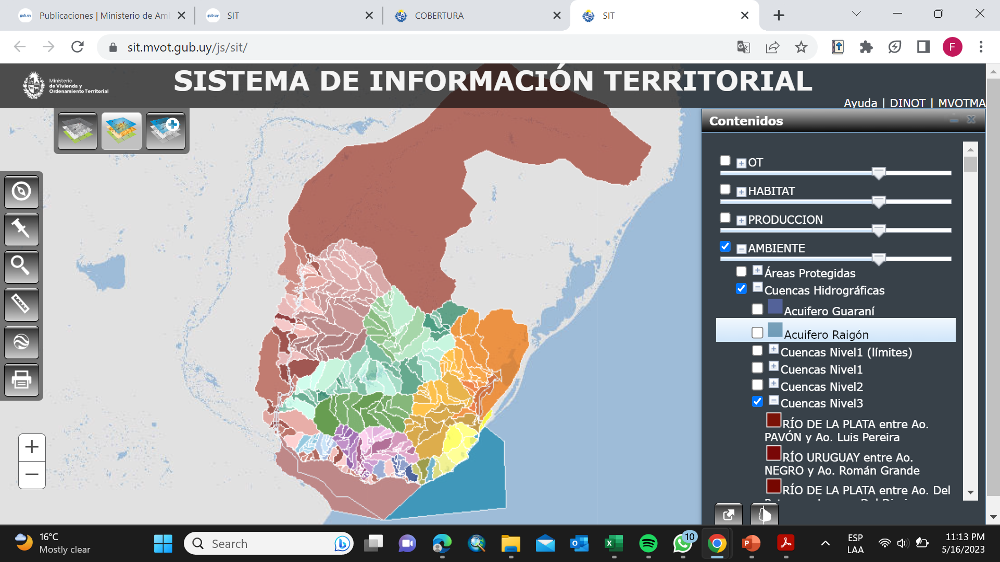 Publicaciones | Ministerio de Am
SIT
COBERTURA
SIT
sit.mvot.gub.uy/js/sit/
F
Ministerio
de Vivienda y
Ordenamiento Territorial
SISTEMA DE INFORMACIÓN TERRITORIAL
Ayuda | DINOT | MVOTMA
Contenidos
OT
HABITAT
PRODUCCION
AMBIENTE
Áreas Protegidas
Cuencas Hidrográficas
Acuifero Guaraní
Acuifero Raigón
Cuencas Nivel1 (límites)
Cuencas Nivel1
Cuencas Nivel2
Cuencas Nivel3
RÍO DE LA PLATA entre Ao.
PAVÓN y Ao. Luis Pereira
RÍO URUGUAY entre Ao.
NEGRO y Ao. Román Grande
RÍO DE LA PLATA entre Ao. Del
16°C
Mostly clear
Search
10
ESP
LAA
11:13 PM
5/16/2023